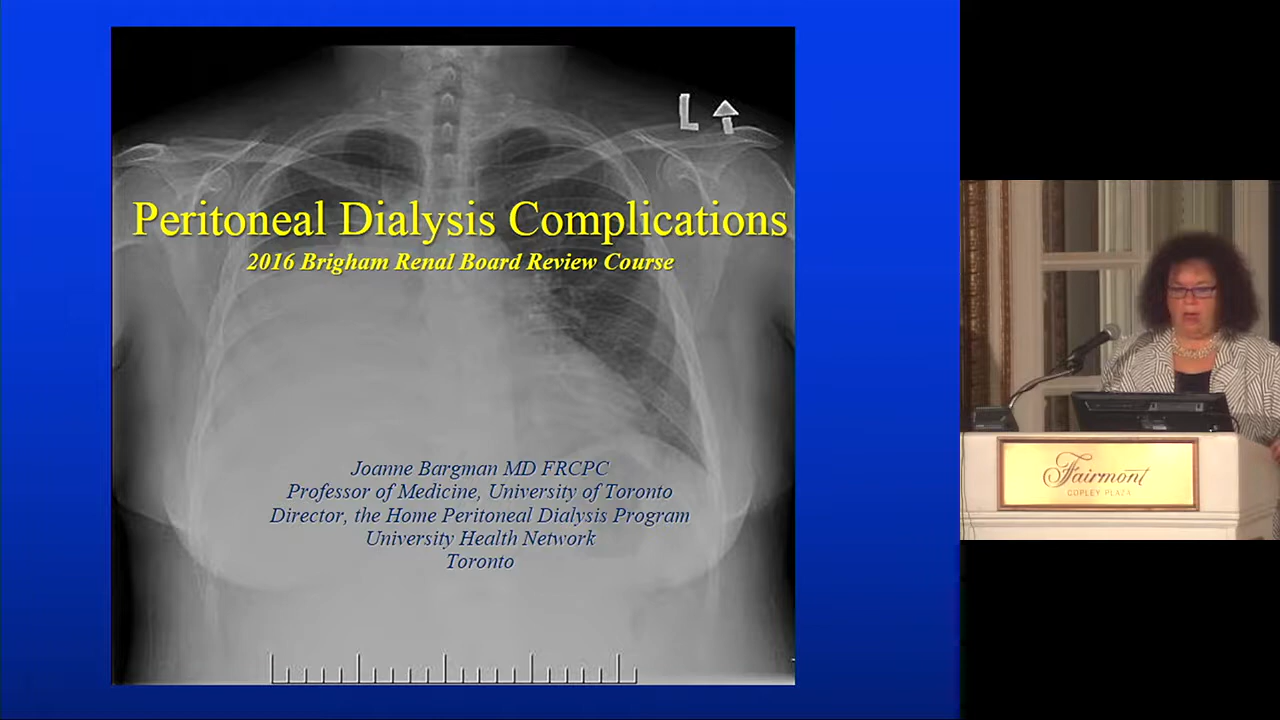 L
Peritoneal Dialysis Complications
2016 Brigham Renal Board Review Course
Joanne Bargman MD FRCPC
Professor of Medicine, University of Toronto
Director, the Home Peritoneal Dialysis Program
University Health Network
Toronto
Fairmont
COPLEY PLAZA